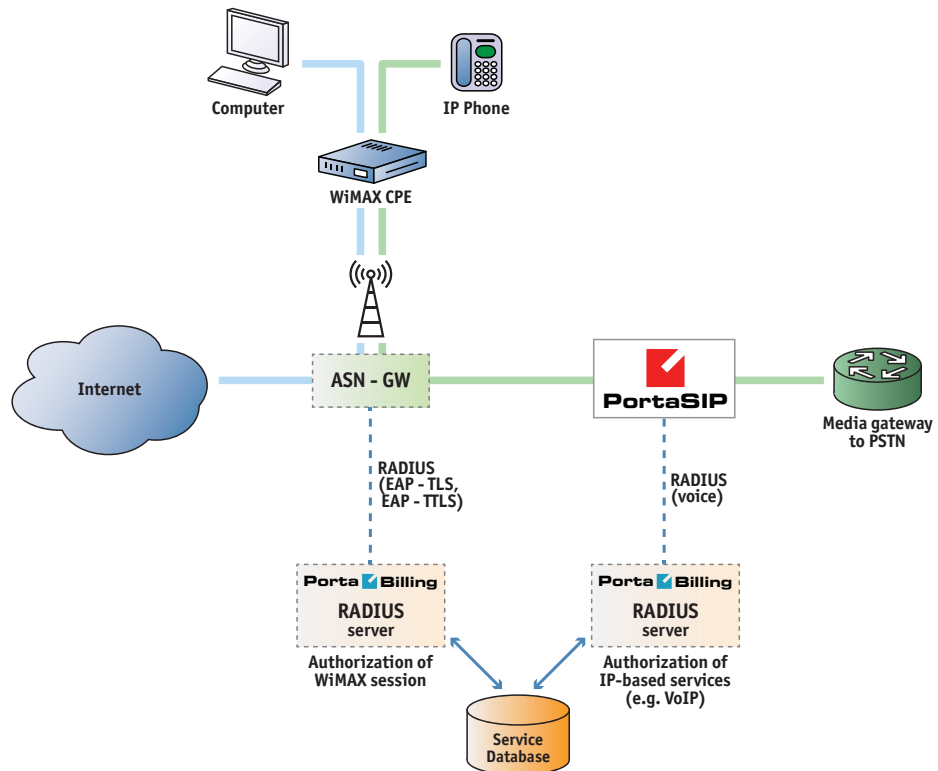 Computer
IP Phone
WiMAX CPE
Internet
ASN - GW
PortaSIP
Media gateway
to PSTN
RADIUS
(EAP - TLS,
EAP - TTLS)
RADIUS
(voice)
Porta Billing
RADIUS
server
Authorization of
WiMAX session
Porta Billing
RADIUS
server
Authorization of
IP-based services
(e.g. VoIP)
Service
Database